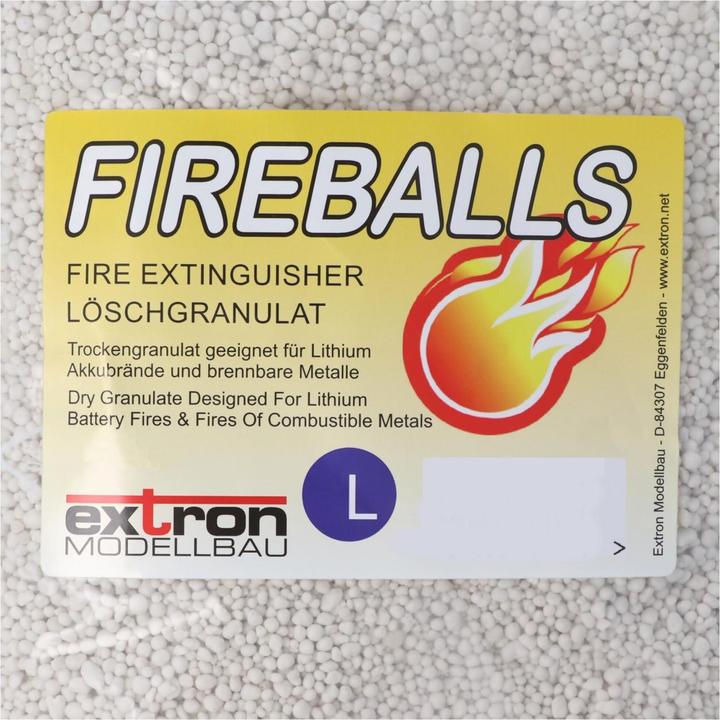 FIREBALLS
FIRE EXTINGUISHER
LÖSCHGRANULAT
Trockengranulat geeignet für Lithium
Akkubrände und brennbare Metalle
Dry Granulate Designed For Lithium
Battery Fires & Fires Of Combustible Metals
extron
MODELLBAU
L
>
Extron Modellbau - D-84307 Eggenfelden - www.extron.net